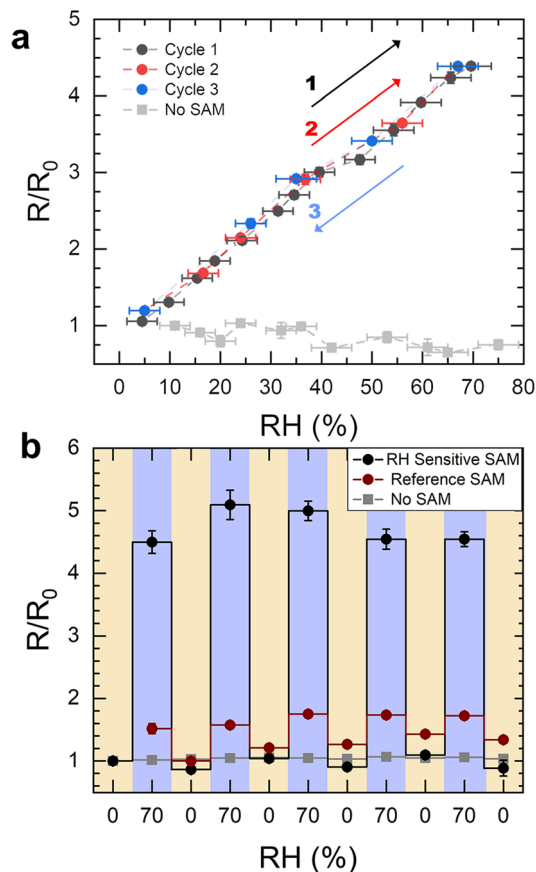 a
Cycle 1
Cycle 2
Cycle 3
No SAM
1
2
3
R/R0
5
4
3
2
1
0 10 20 30 40 50 60 70 80
RH (%)
b
RH Sensitive SAM
Reference SAM
No SAM
R/R0
6
5
4
3
2
1
0 70 0 70 0 70 0 70 0 70 0
RH (%)